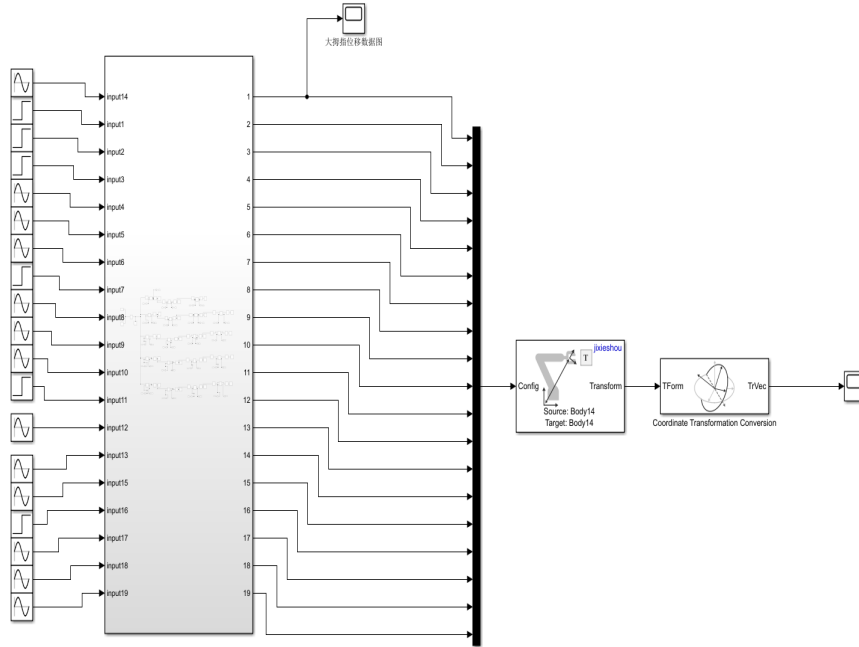 大拇指位移数据图
input14
input1
input2
input3
input4
input5
input6
input7
input8
input9
input10
input11
input12
input13
input15
input16
input17
input18
input19
1
2
3
4
5
6
7
8
9
10
11
12
13
14
15
16
17
18
19
jixieshou
T
Config
Transform
Source: Body14
Target: Body14
TForm
TrVec
Coordinate Transformation Conversion